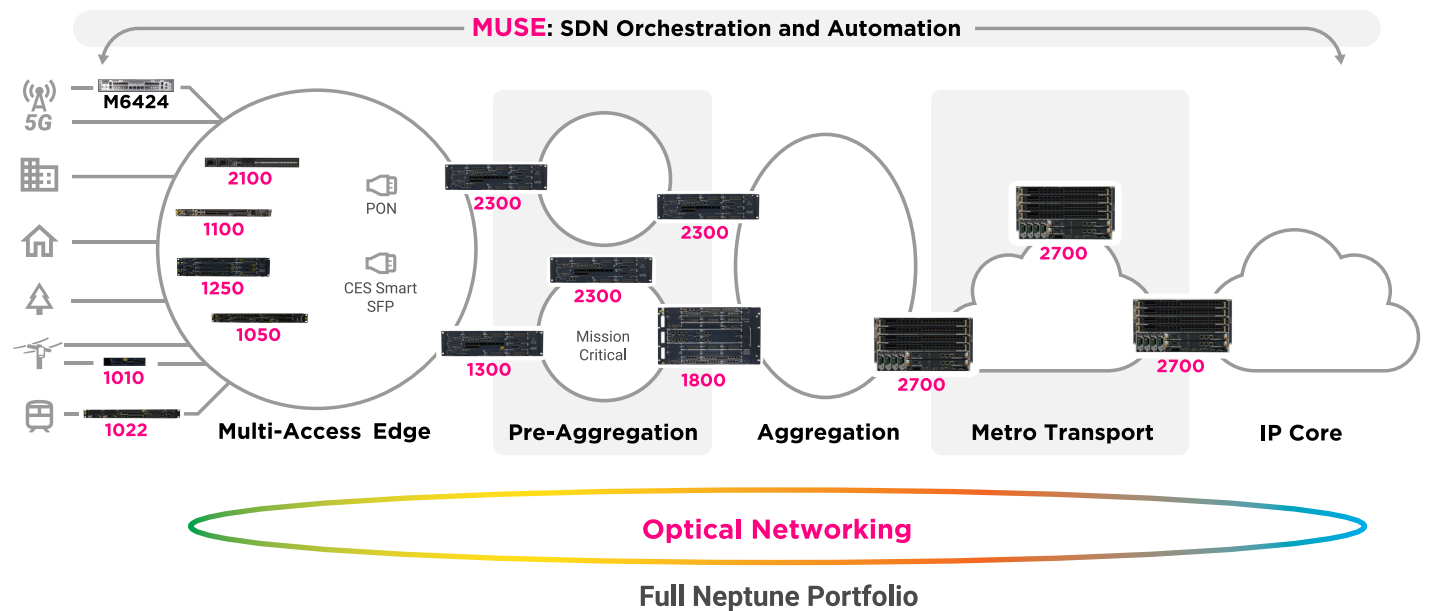 MUSE: SDN Orchestration and Automation
M6424
5G
2100
PON
1100
1250
CES Smart
SFP
1050
1010
1022
2300
2300
2300
Mission
Critical
1300
1800
2700
2700
2700
Multi-Access Edge
Pre-Aggregation
Aggregation
Metro Transport
IP Core
Optical Networking
Full Neptune Portfolio